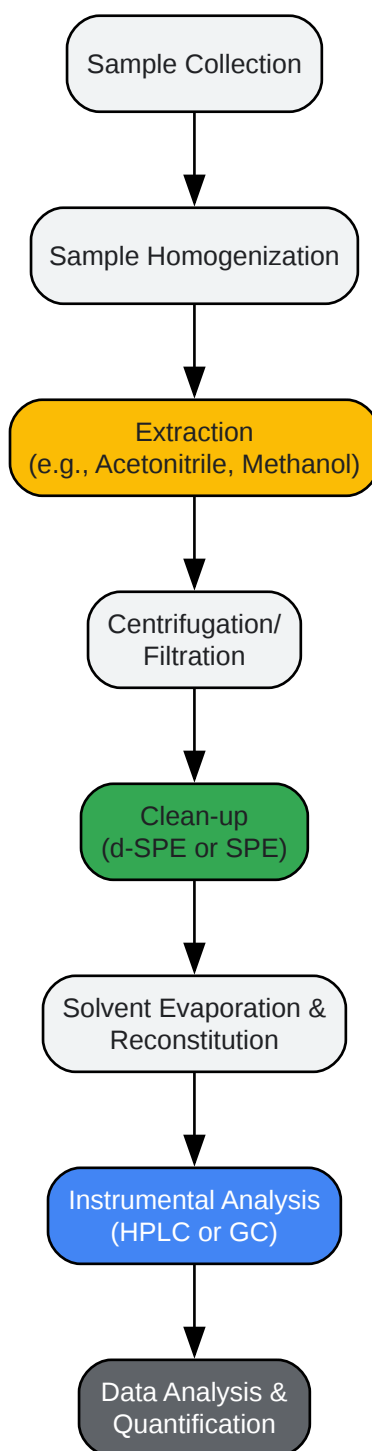 Sample Collection
Sample Homogenization
Extraction
(e.g., Acetonitrile, Methanol)
Centrifugation/
Filtration
Clean-up
(d-SPE or SPE)
Solvent Evaporation &
Reconstitution
Instrumental Analysis
(HPLC or GC)
Data Analysis &
Quantification